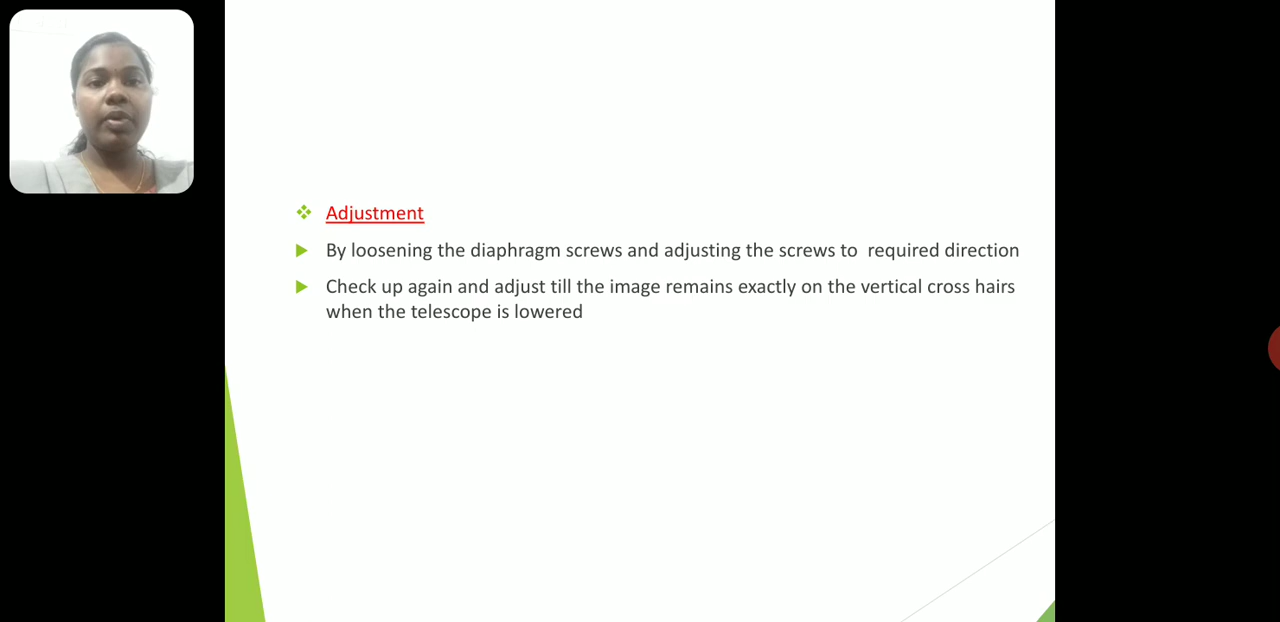 Adjustment
By loosening the diaphragm screws and adjusting the screws to required direction
Check up again and adjust till the image remains exactly on the vertical cross hairs
when the telescope is lowered